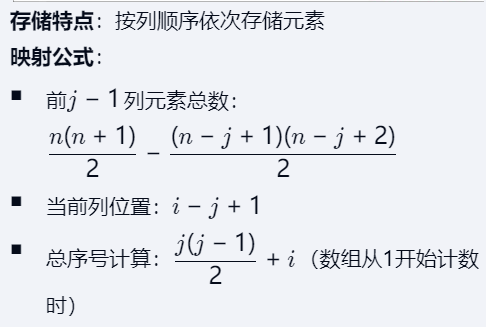 存储特点：按列顺序依次存储元素
映射公式：
■ 前j − 1列元素总数：
n(n + 1)/2 − (n − j + 1)(n − j + 2)/2
■ 当前列位置：i − j + 1
■ 总序号计算：j(j − 1)/2 + i（数组从1开始计数
时）